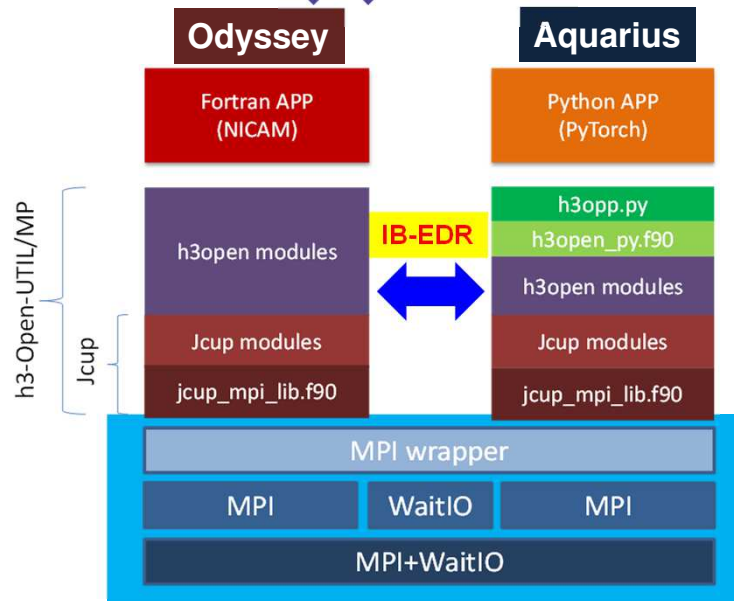 Odyssey
Aquarius
Fortran APP
(NICAM)
Python APP
(PyTorch)
h3-Open-UTIL/MP
Jcup
h3open modules
IB-EDR
h3opp.py
h3open_py.f90
h3open modules
Jcup modules
Jcup modules
jcup_mpi_lib.f90
jcup_mpi_lib.f90
MPI wrapper
MPI
WaitIO
MPI
MPI+WaitIO